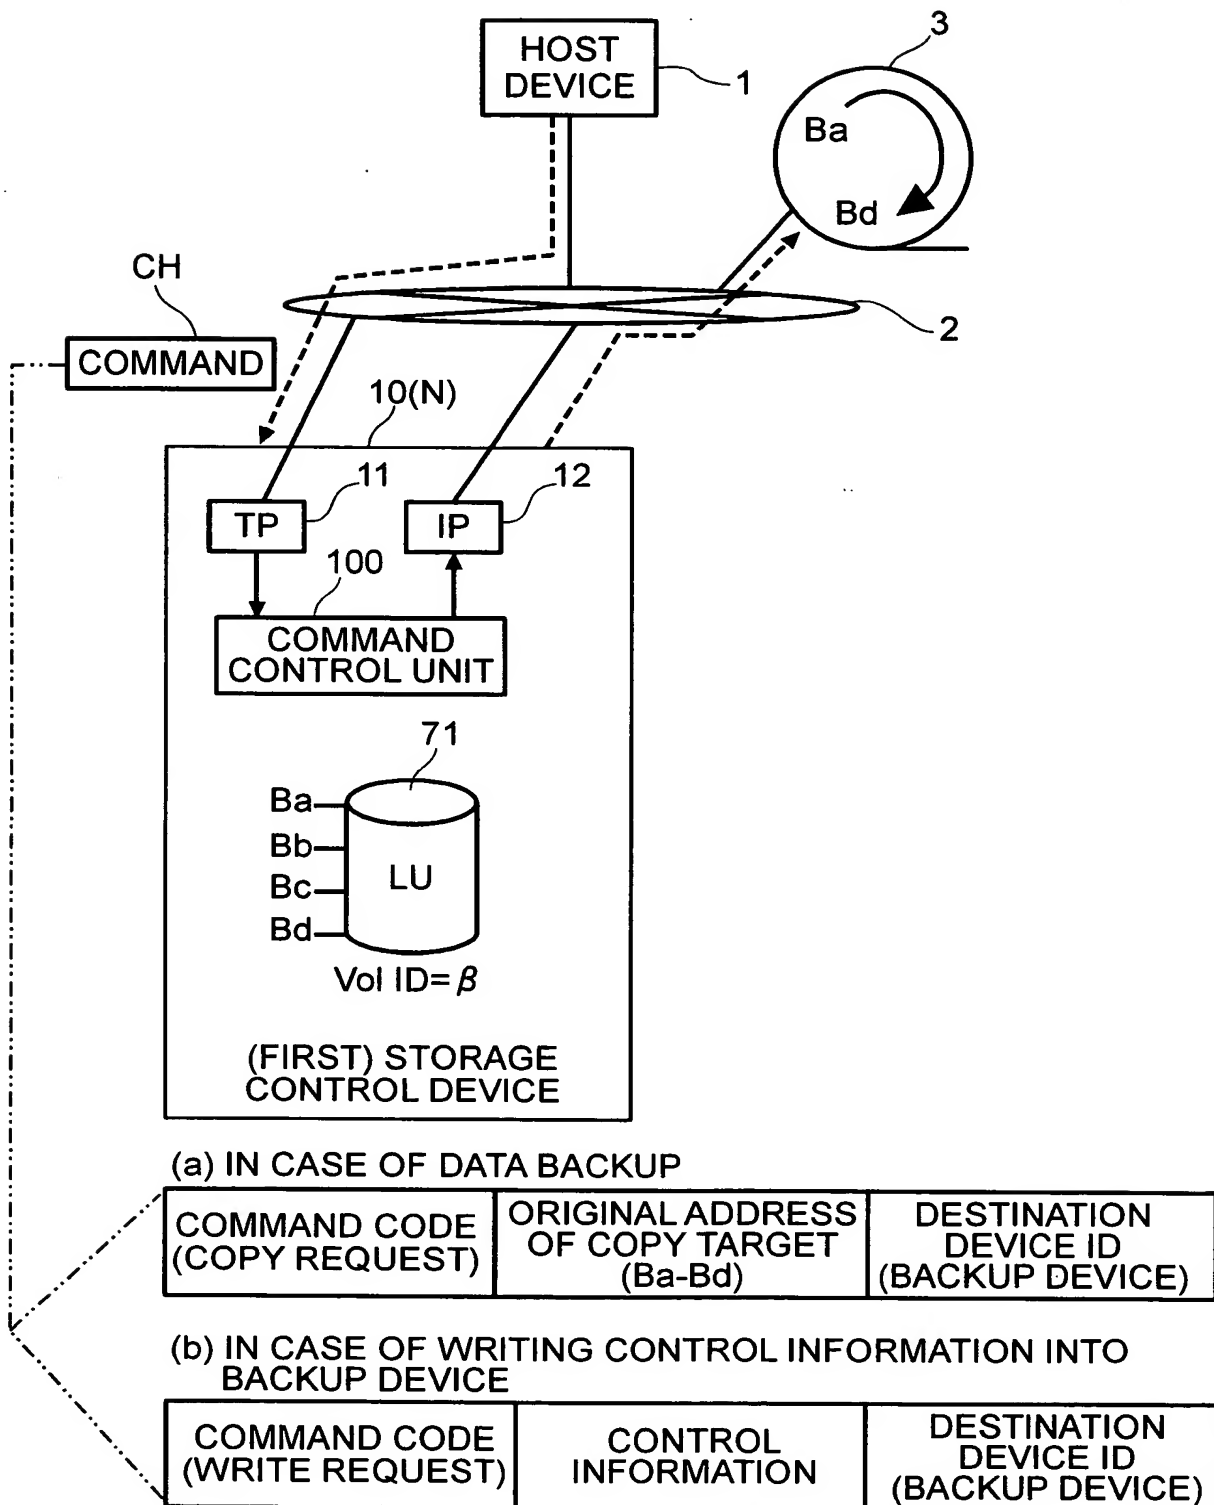 HOST
DEVICE
1
3
Ba
Bd
CH
COMMAND
2
10(N)
11
12
TP
IP
100
COMMAND
CONTROL UNIT
71
Ba
Bb
Bc
Bd
LU
Vol ID= β
(FIRST) STORAGE
CONTROL DEVICE
(a) IN CASE OF DATA BACKUP
COMMAND CODE
(COPY REQUEST)
ORIGINAL ADDRESS
OF COPY TARGET
(Ba-Bd)
DESTINATION
DEVICE ID
(BACKUP DEVICE)
(b) IN CASE OF WRITING CONTROL INFORMATION INTO
BACKUP DEVICE
COMMAND CODE
(WRITE REQUEST)
CONTROL
INFORMATION
DESTINATION
DEVICE ID
(BACKUP DEVICE)